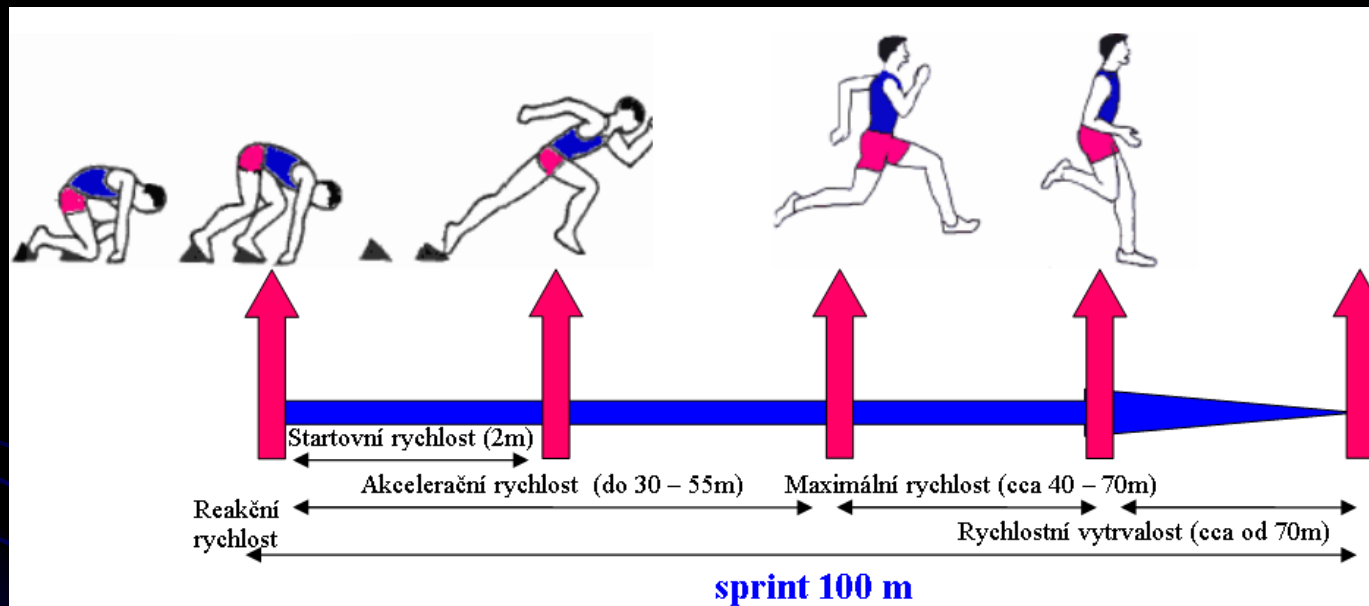 Startovní rychlost (2m)
Akcelerační rychlost (do 30 – 55m)
Maximální rychlost (cca 40 – 70m)
Reakční
rychlost
Rychlostní vytrvalost (cca od 70m)
sprint 100 m